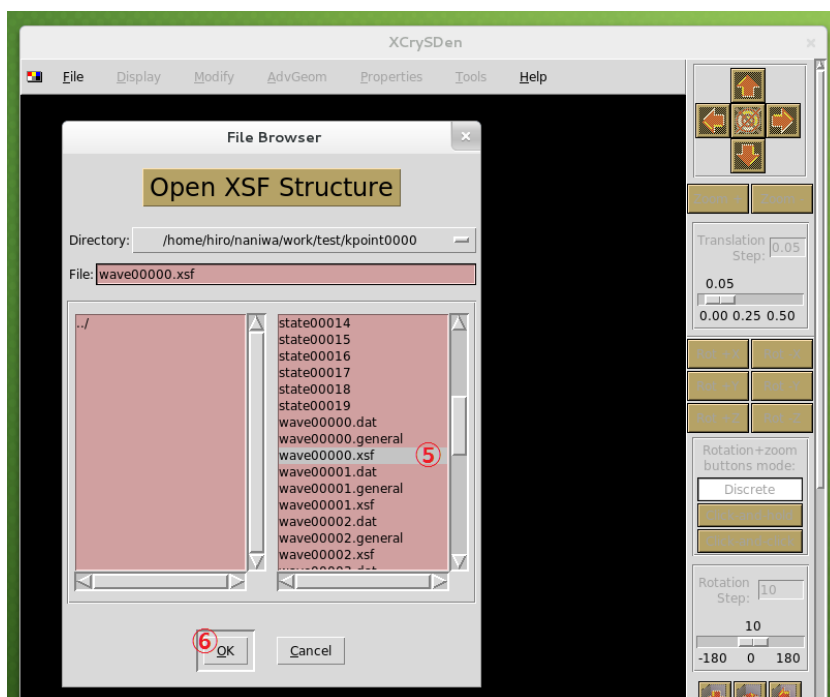 XCrySDen
File Display Modify AdvGeom Properties Tools Help
File Browser
Open XSF Structure
Directory: /home/hiro/naniwa/work/test/kpoint0000
File: wave00000.xsf
../
state00014
state00015
state00016
state00017
state00018
state00019
wave00000.dat
wave00000.general
wave00000.xsf ⑤
wave00001.dat
wave00001.general
wave00001.xsf
wave00002.dat
wave00002.general
wave00002.xsf
⑥ OK Cancel
Translation
Step: 0.05
0.05
0.00 0.25 0.50
Rotation+zoom
buttons mode:
Discrete
Rotation
Step: 10
10
-180 0 180